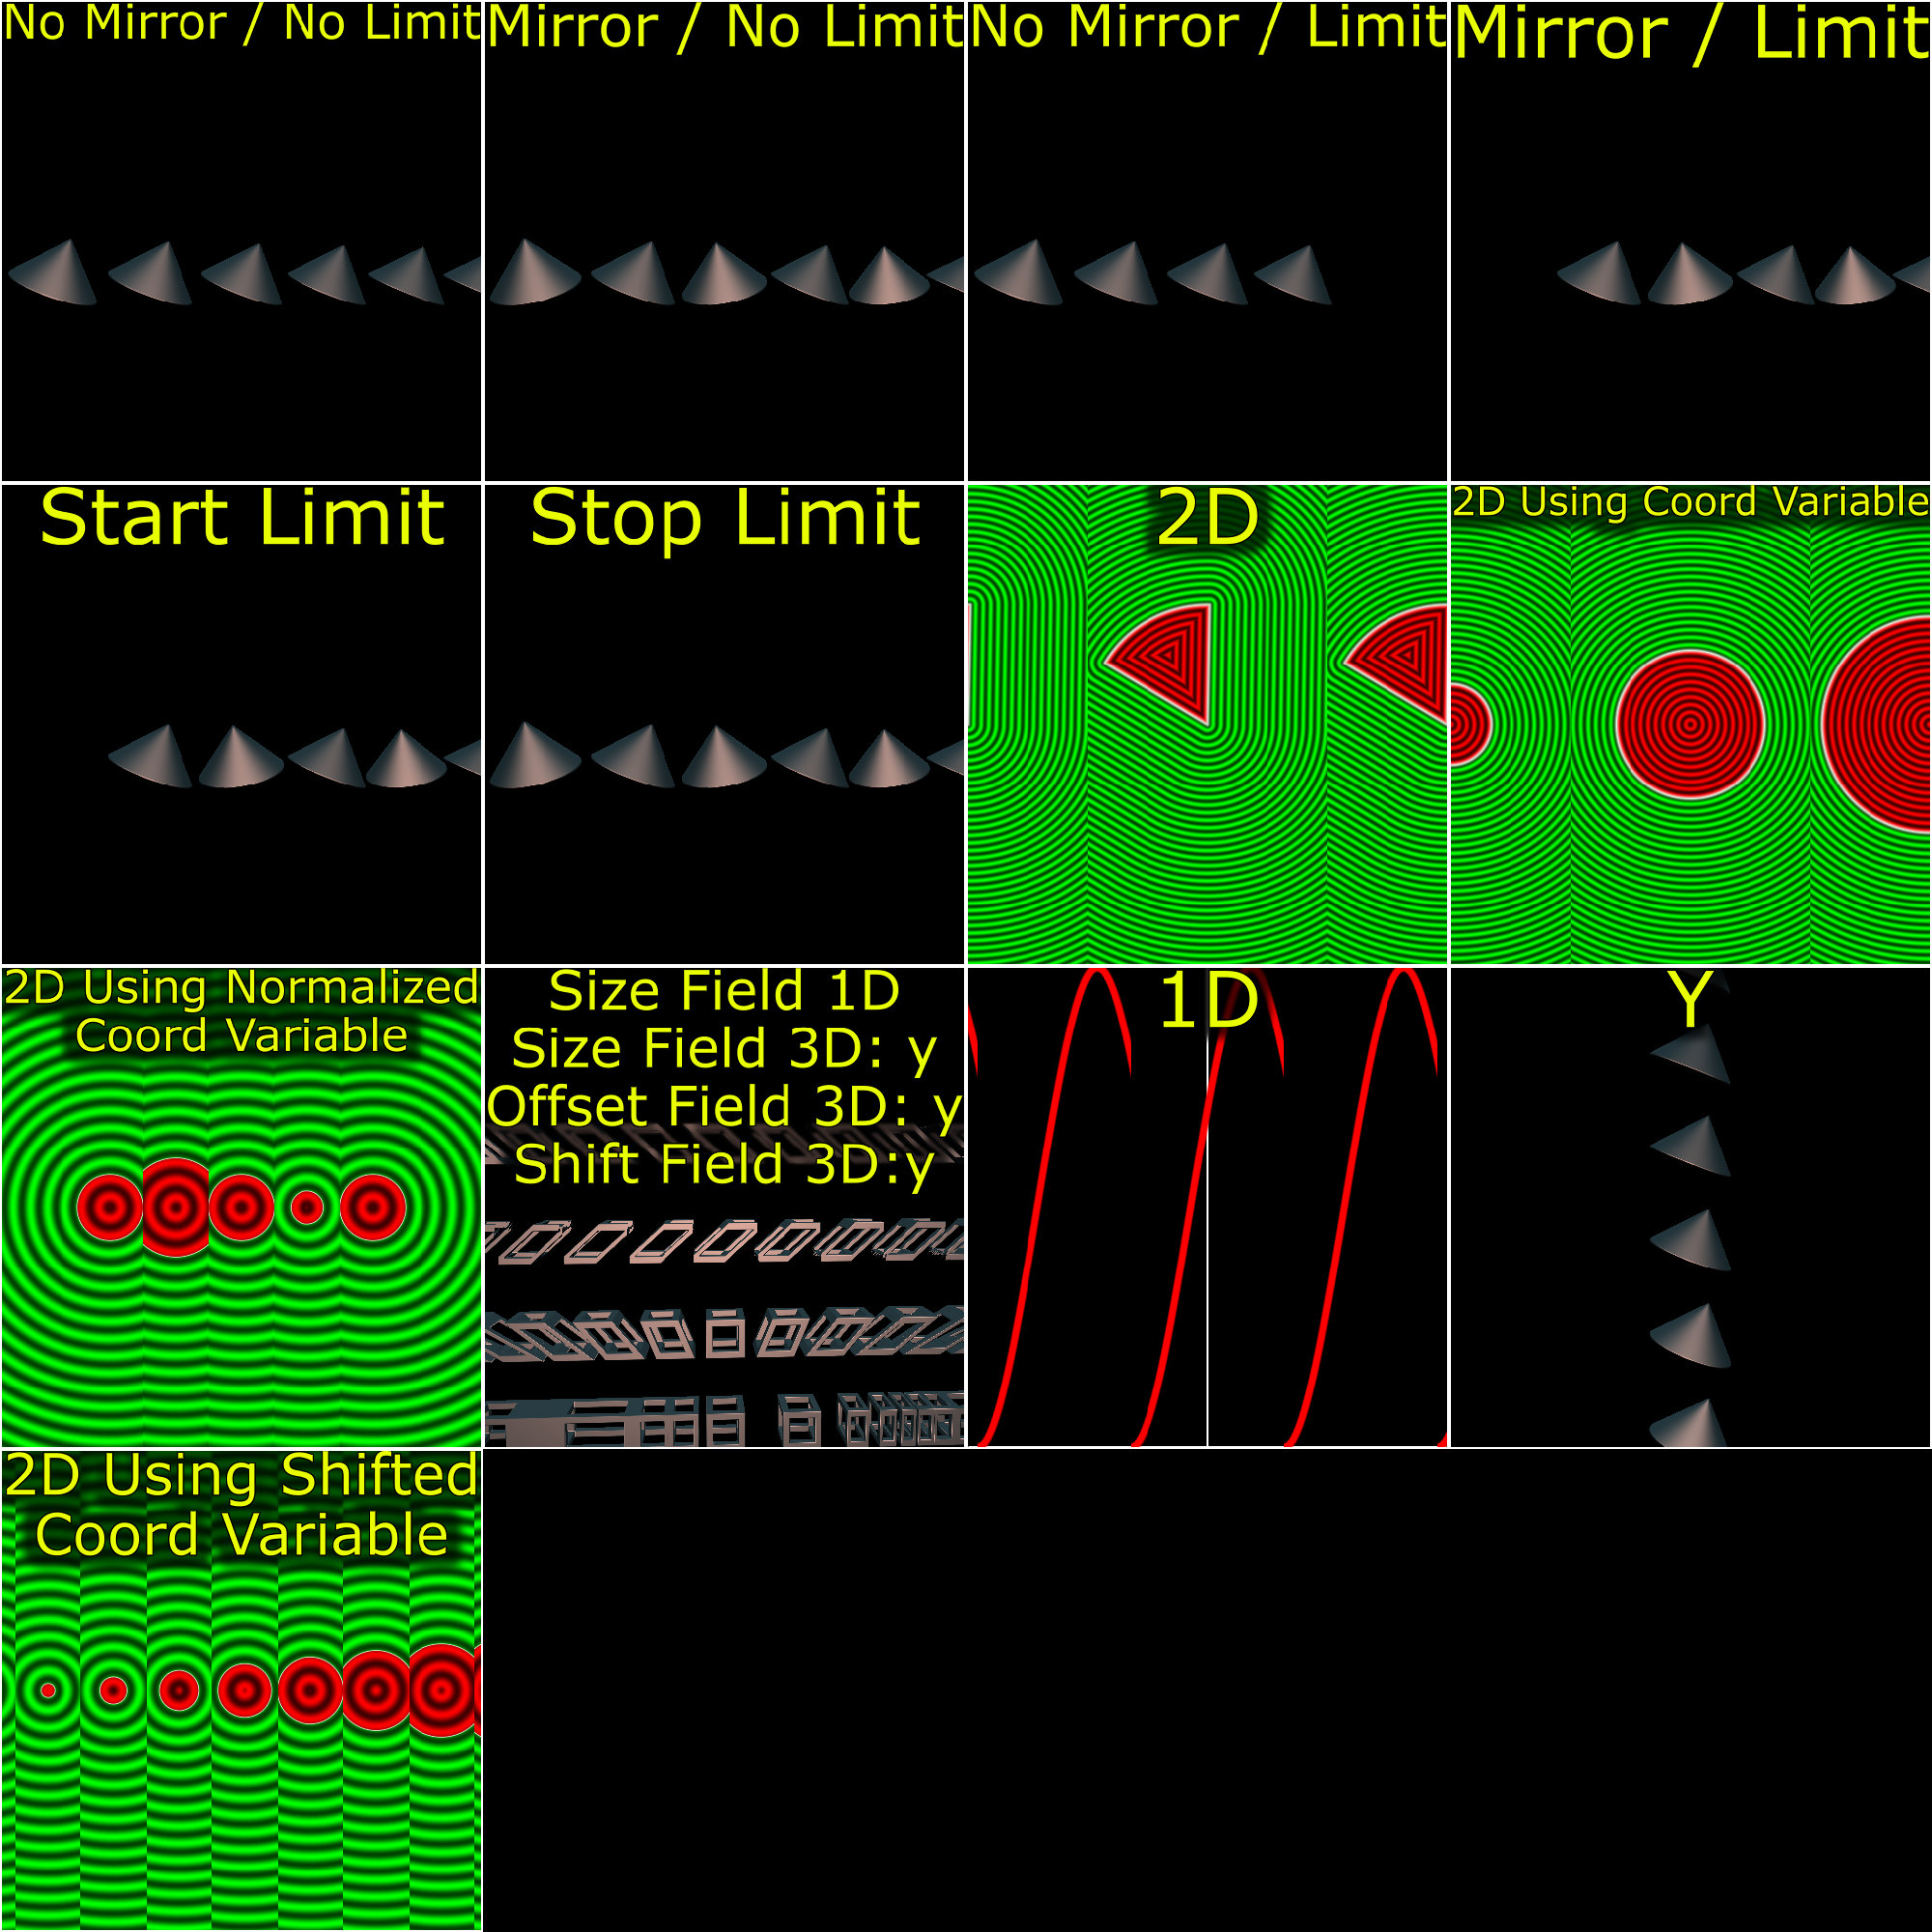 No Mirror / No Limit
Mirror / No Limit
No Mirror / Limit
Mirror / Limit
Start Limit
Stop Limit
2D
2D Using Coord Variable
2D Using Normalized
Coord Variable
Size Field 1D
Size Field 3D: y
Offset Field 3D: y
Shift Field 3D:y
1D
Y
2D Using Shifted
Coord Variable